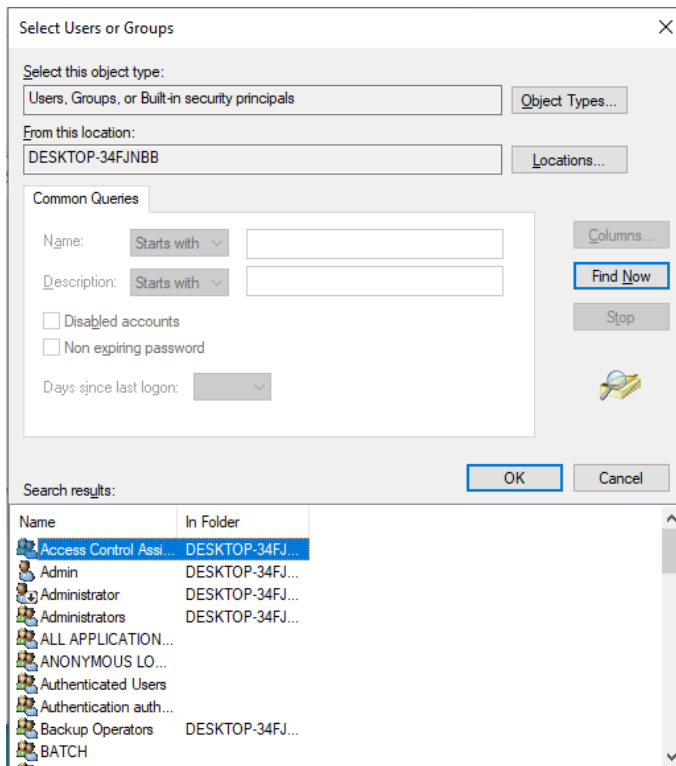 Select Users or Groups
Select this object type:
Users, Groups, or Built-in security principals
Object Types...
From this location:
DESKTOP-34FJNBB
Locations...
Common Queries
Name:
Starts with
Columns...
Description:
Starts with
Find Now
Disabled accounts
Stop
Non expiring password
Days since last logon:
OK
Cancel
Search results:
Name In Folder
Access Control Assi... DESKTOP-34FJ...
Admin DESKTOP-34FJ...
Administrator DESKTOP-34FJ...
Administrators DESKTOP-34FJ...
ALL APPLICATION...
ANONYMOUS LO...
Authenticated Users
Authentication auth...
Backup Operators DESKTOP-34FJ...
BATCH